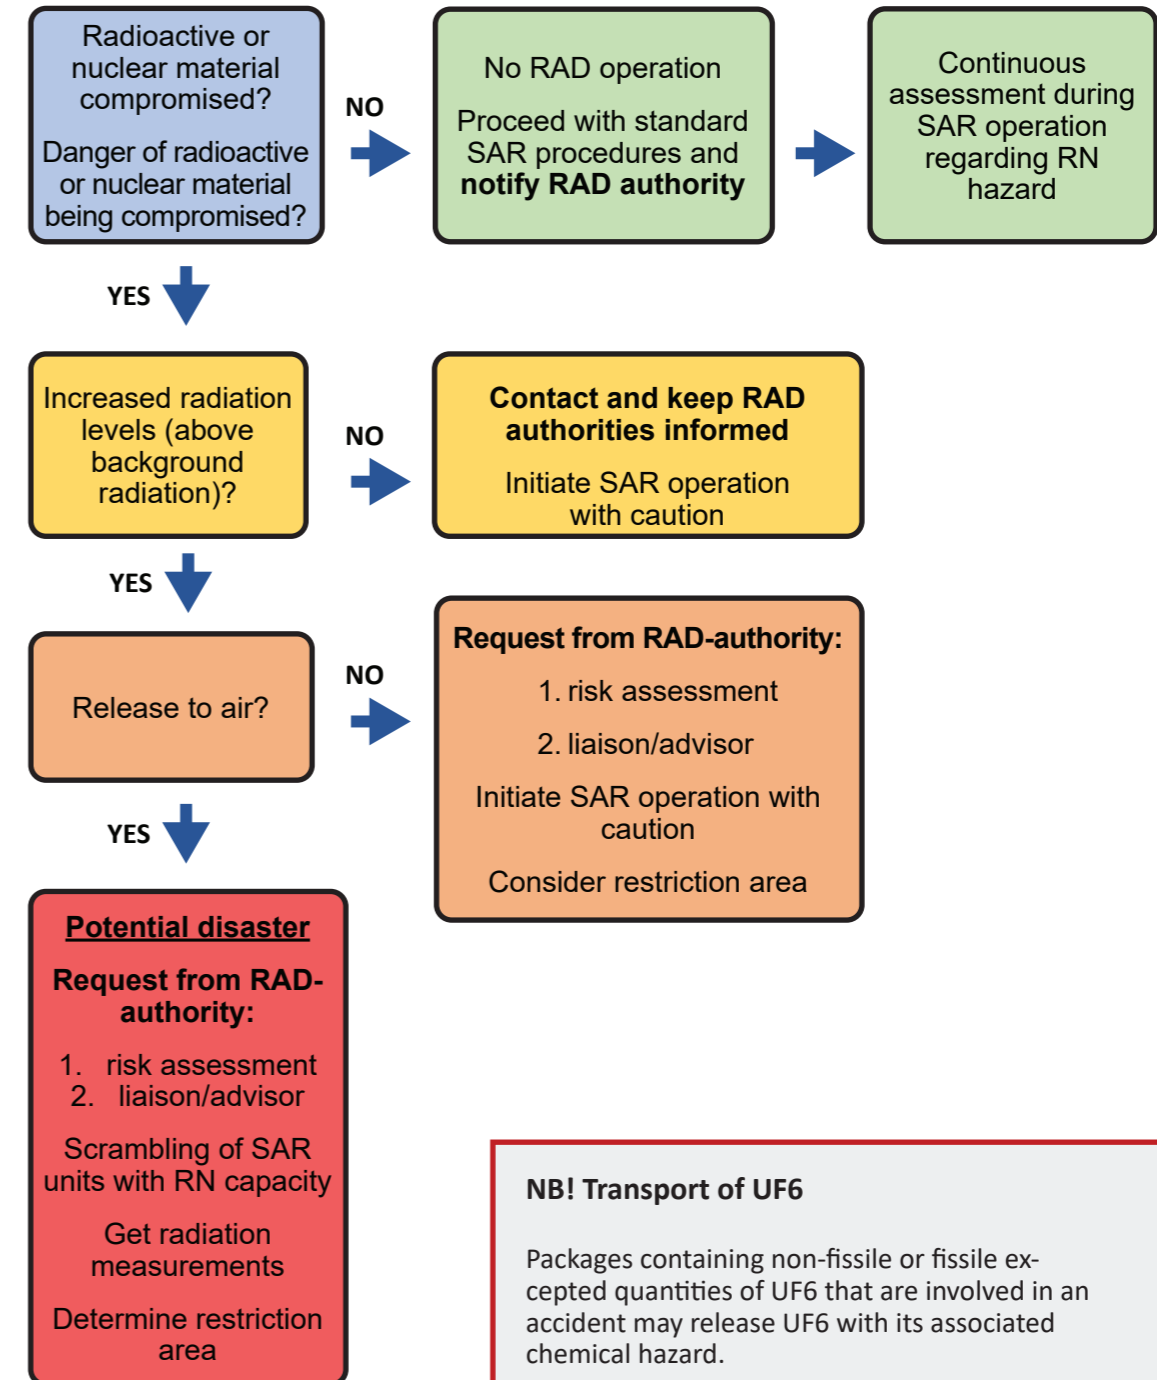 Radioactive or
nuclear material
compromised?
Danger of radioactive
or nuclear material
being compromised?
NO
No RAD operation
Proceed with standard
SAR procedures and
notify RAD authority
Continuous
assessment during
SAR operation
regarding RN
hazard
YES
Increased radiation
levels (above
background
radiation)?
NO
Contact and keep RAD
authorities informed
Initiate SAR operation
with caution
YES
Release to air?
NO
Request from RAD-authority:
1. risk assessment
2. liaison/advisor
Initiate SAR operation with
caution
Consider restriction area
YES
Potential disaster
Request from RAD-
authority:
1. risk assessment
2. liaison/advisor
Scrambling of SAR
units with RN capacity
Get radiation
measurements
Determine restriction
area
NB! Transport of UF6
Packages containing non-fissile or fissile ex-
cepted quantities of UF6 that are involved in an
accident may release UF6 with its associated
chemical hazard.